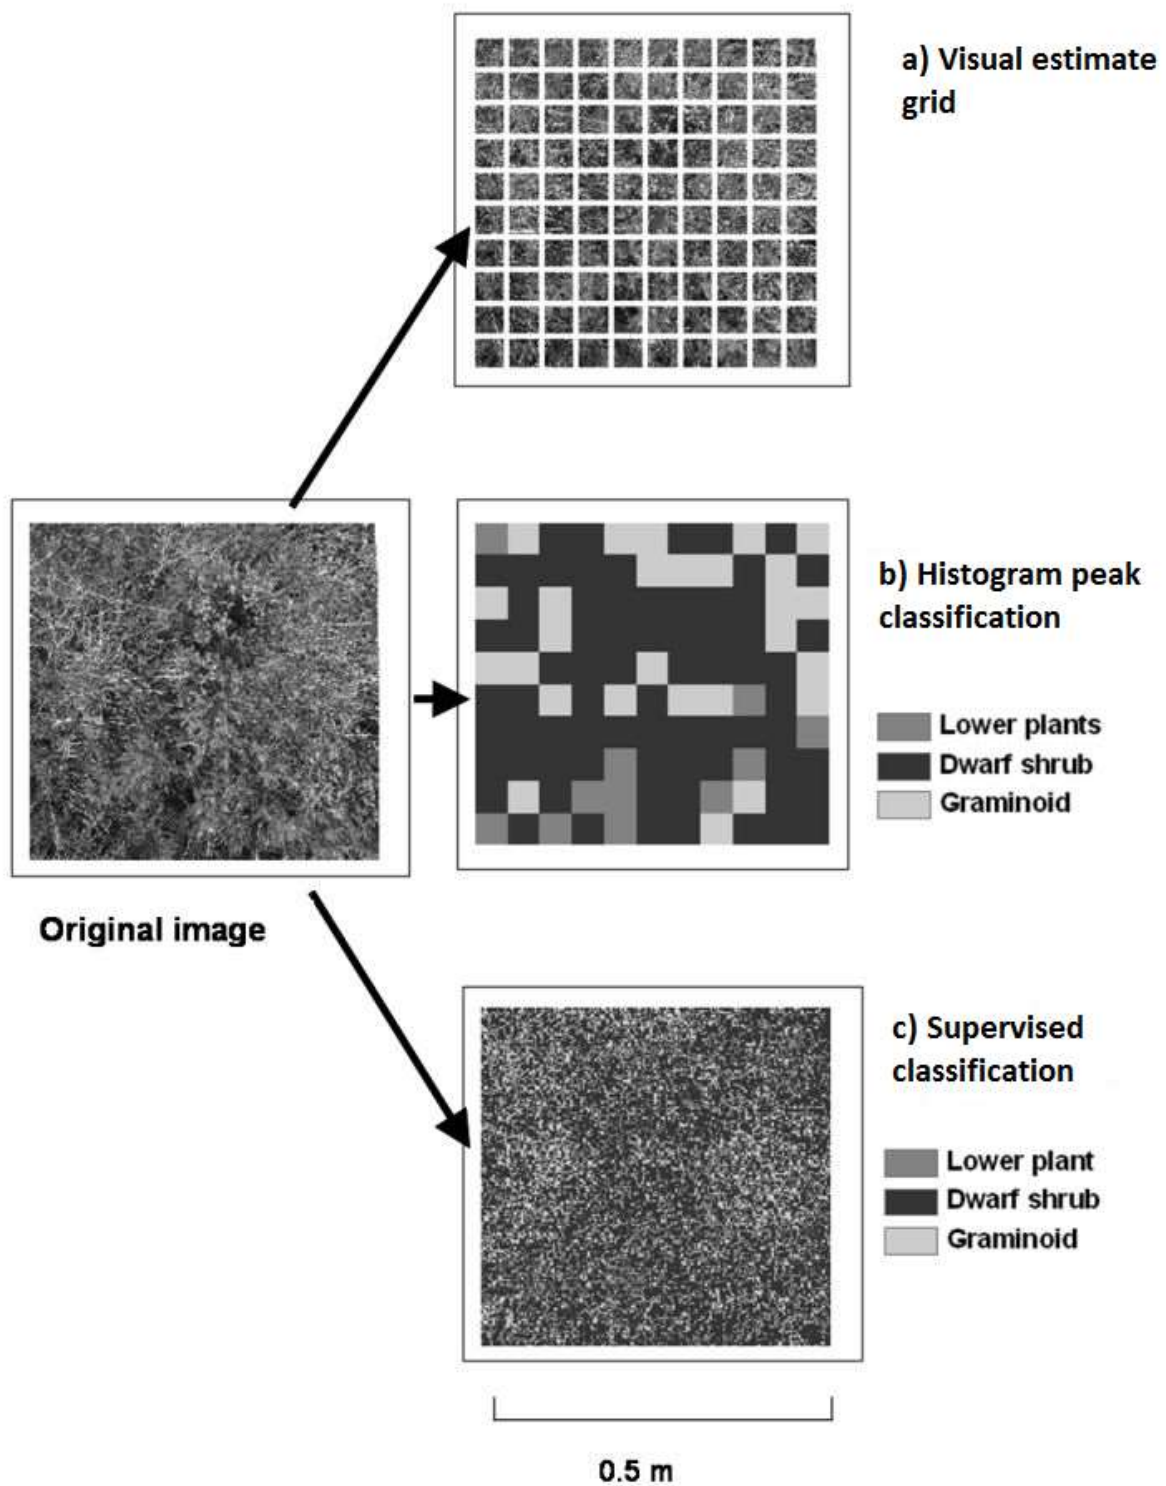 a) Visual estimate
grid
b) Histogram peak
classification
Lower plants
Dwarf shrub
Graminoid
Original image
c) Supervised
classification
Lower plant
Dwarf shrub
Graminoid
0.5 m